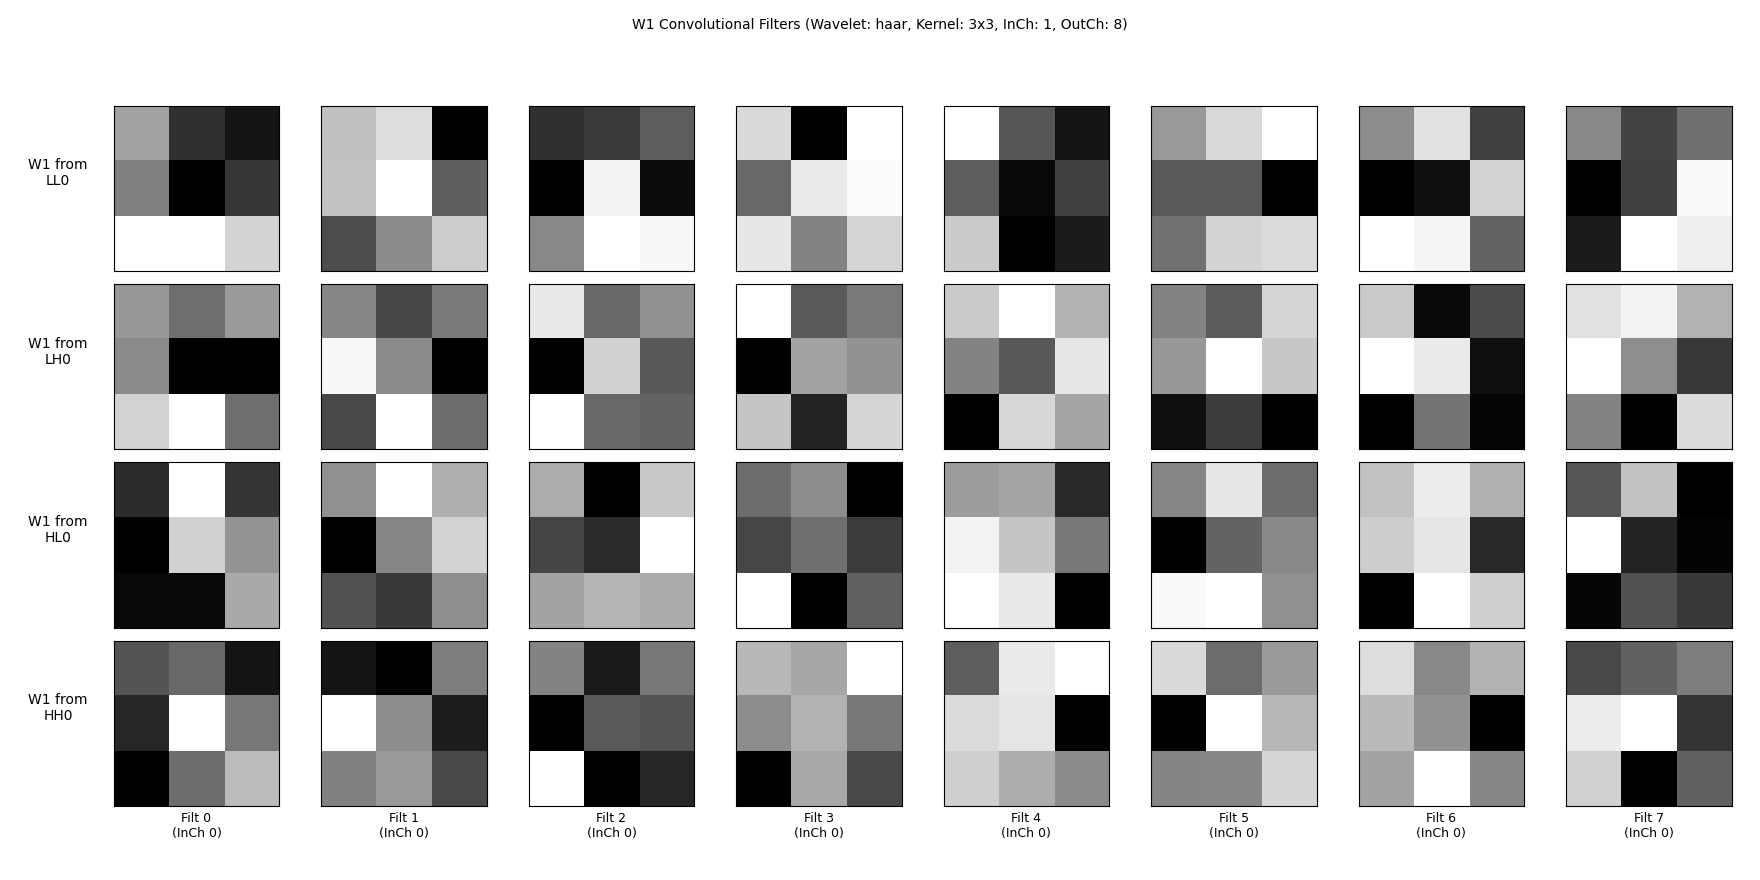 W1 Convolutional Filters (Wavelet: haar, Kernel: 3x3, InCh: 1, OutCh: 8)
W1 from
LL0
W1 from
LH0
W1 from
HL0
W1 from
HH0
Filt 0
(InCh 0)
Filt 1
(InCh 0)
Filt 2
(InCh 0)
Filt 3
(InCh 0)
Filt 4
(InCh 0)
Filt 5
(InCh 0)
Filt 6
(InCh 0)
Filt 7
(InCh 0)